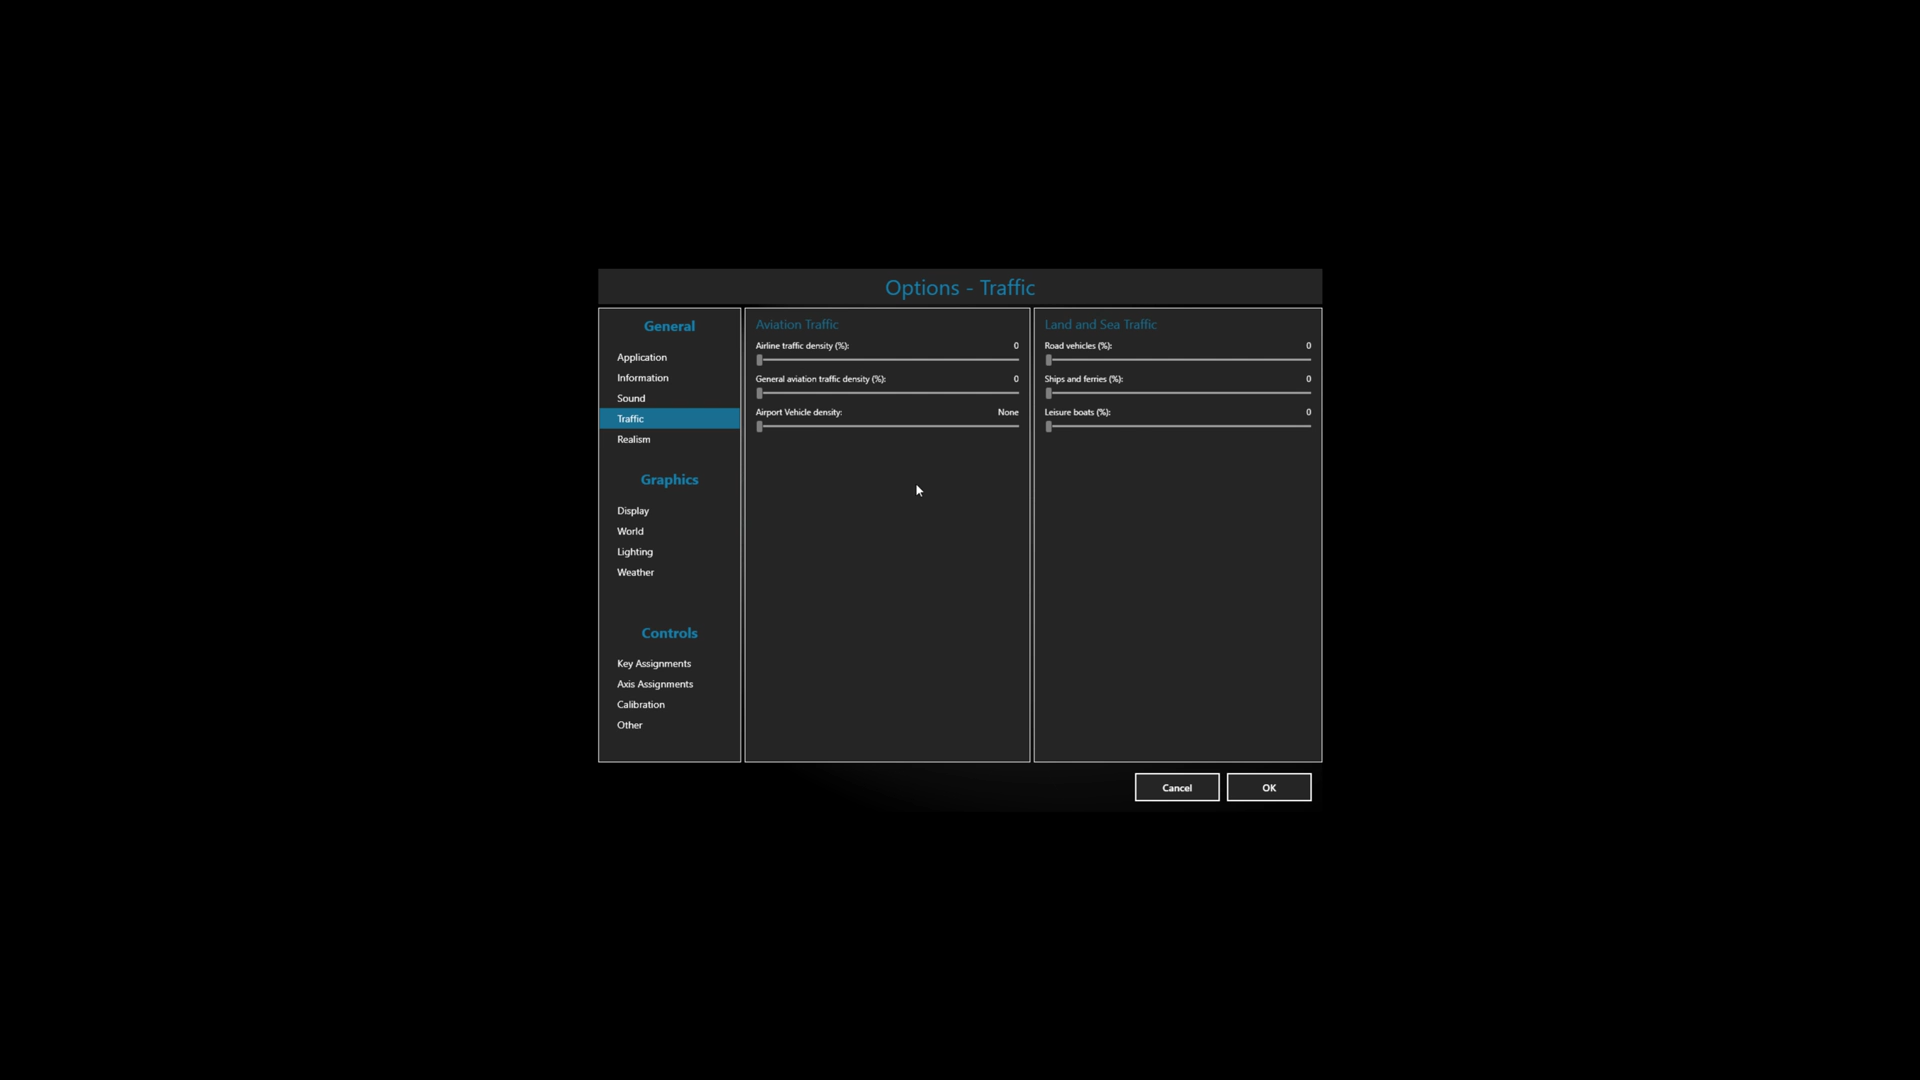 Options - Traffic
General
Application
Information
Sound
Traffic
Realism
Graphics
Display
World
Lighting
Weather
Controls
Key Assignments
Axis Assignments
Calibration
Other
Aviation Traffic
Airline traffic density (%): 0
General aviation traffic density (%): 0
Airport Vehicle density: None
Land and Sea Traffic
Road vehicles (%): 0
Ships and ferries (%): 0
Leisure boats (%): 0
Cancel OK